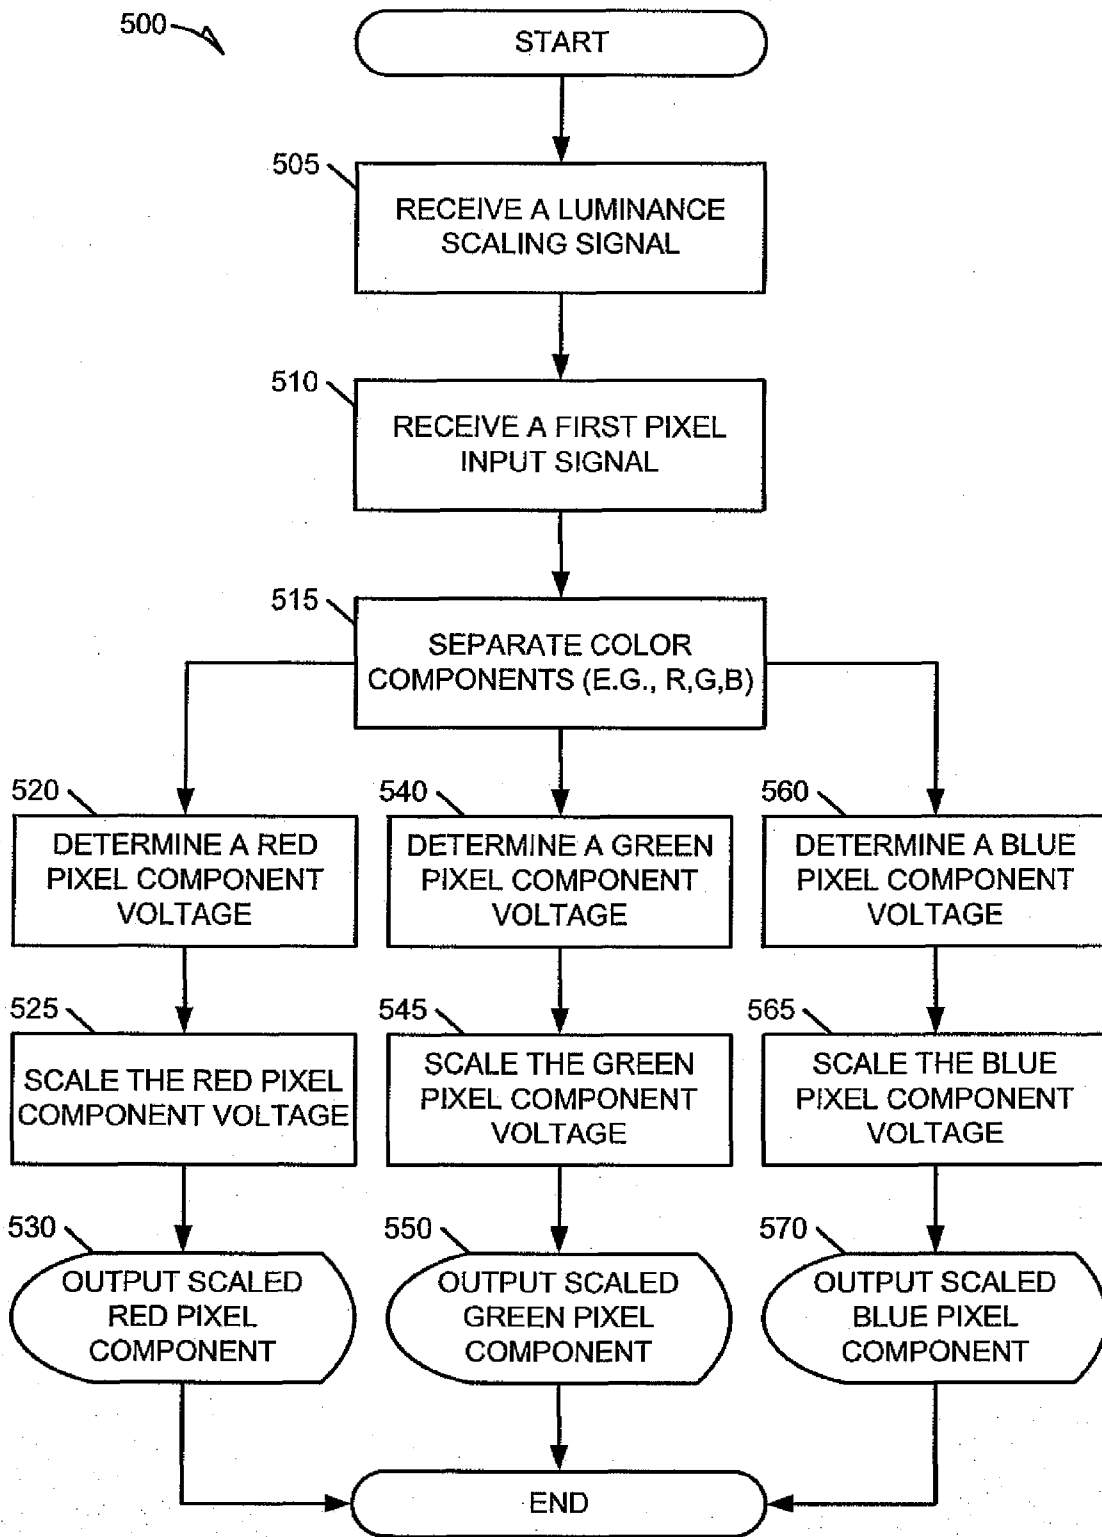 500
START
505
RECEIVE A LUMINANCE
SCALING SIGNAL
510
RECEIVE A FIRST PIXEL
INPUT SIGNAL
515
SEPARATE COLOR
COMPONENTS (E.G., R,G,B)
520
DETERMINE A RED
PIXEL COMPONENT
VOLTAGE
540
DETERMINE A GREEN
PIXEL COMPONENT
VOLTAGE
560
DETERMINE A BLUE
PIXEL COMPONENT
VOLTAGE
525
SCALE THE RED PIXEL
COMPONENT VOLTAGE
545
SCALE THE GREEN
PIXEL COMPONENT
VOLTAGE
565
SCALE THE BLUE
PIXEL COMPONENT
VOLTAGE
530
OUTPUT SCALED
RED PIXEL
COMPONENT
550
OUTPUT SCALED
GREEN PIXEL
COMPONENT
570
OUTPUT SCALED
BLUE PIXEL
COMPONENT
END